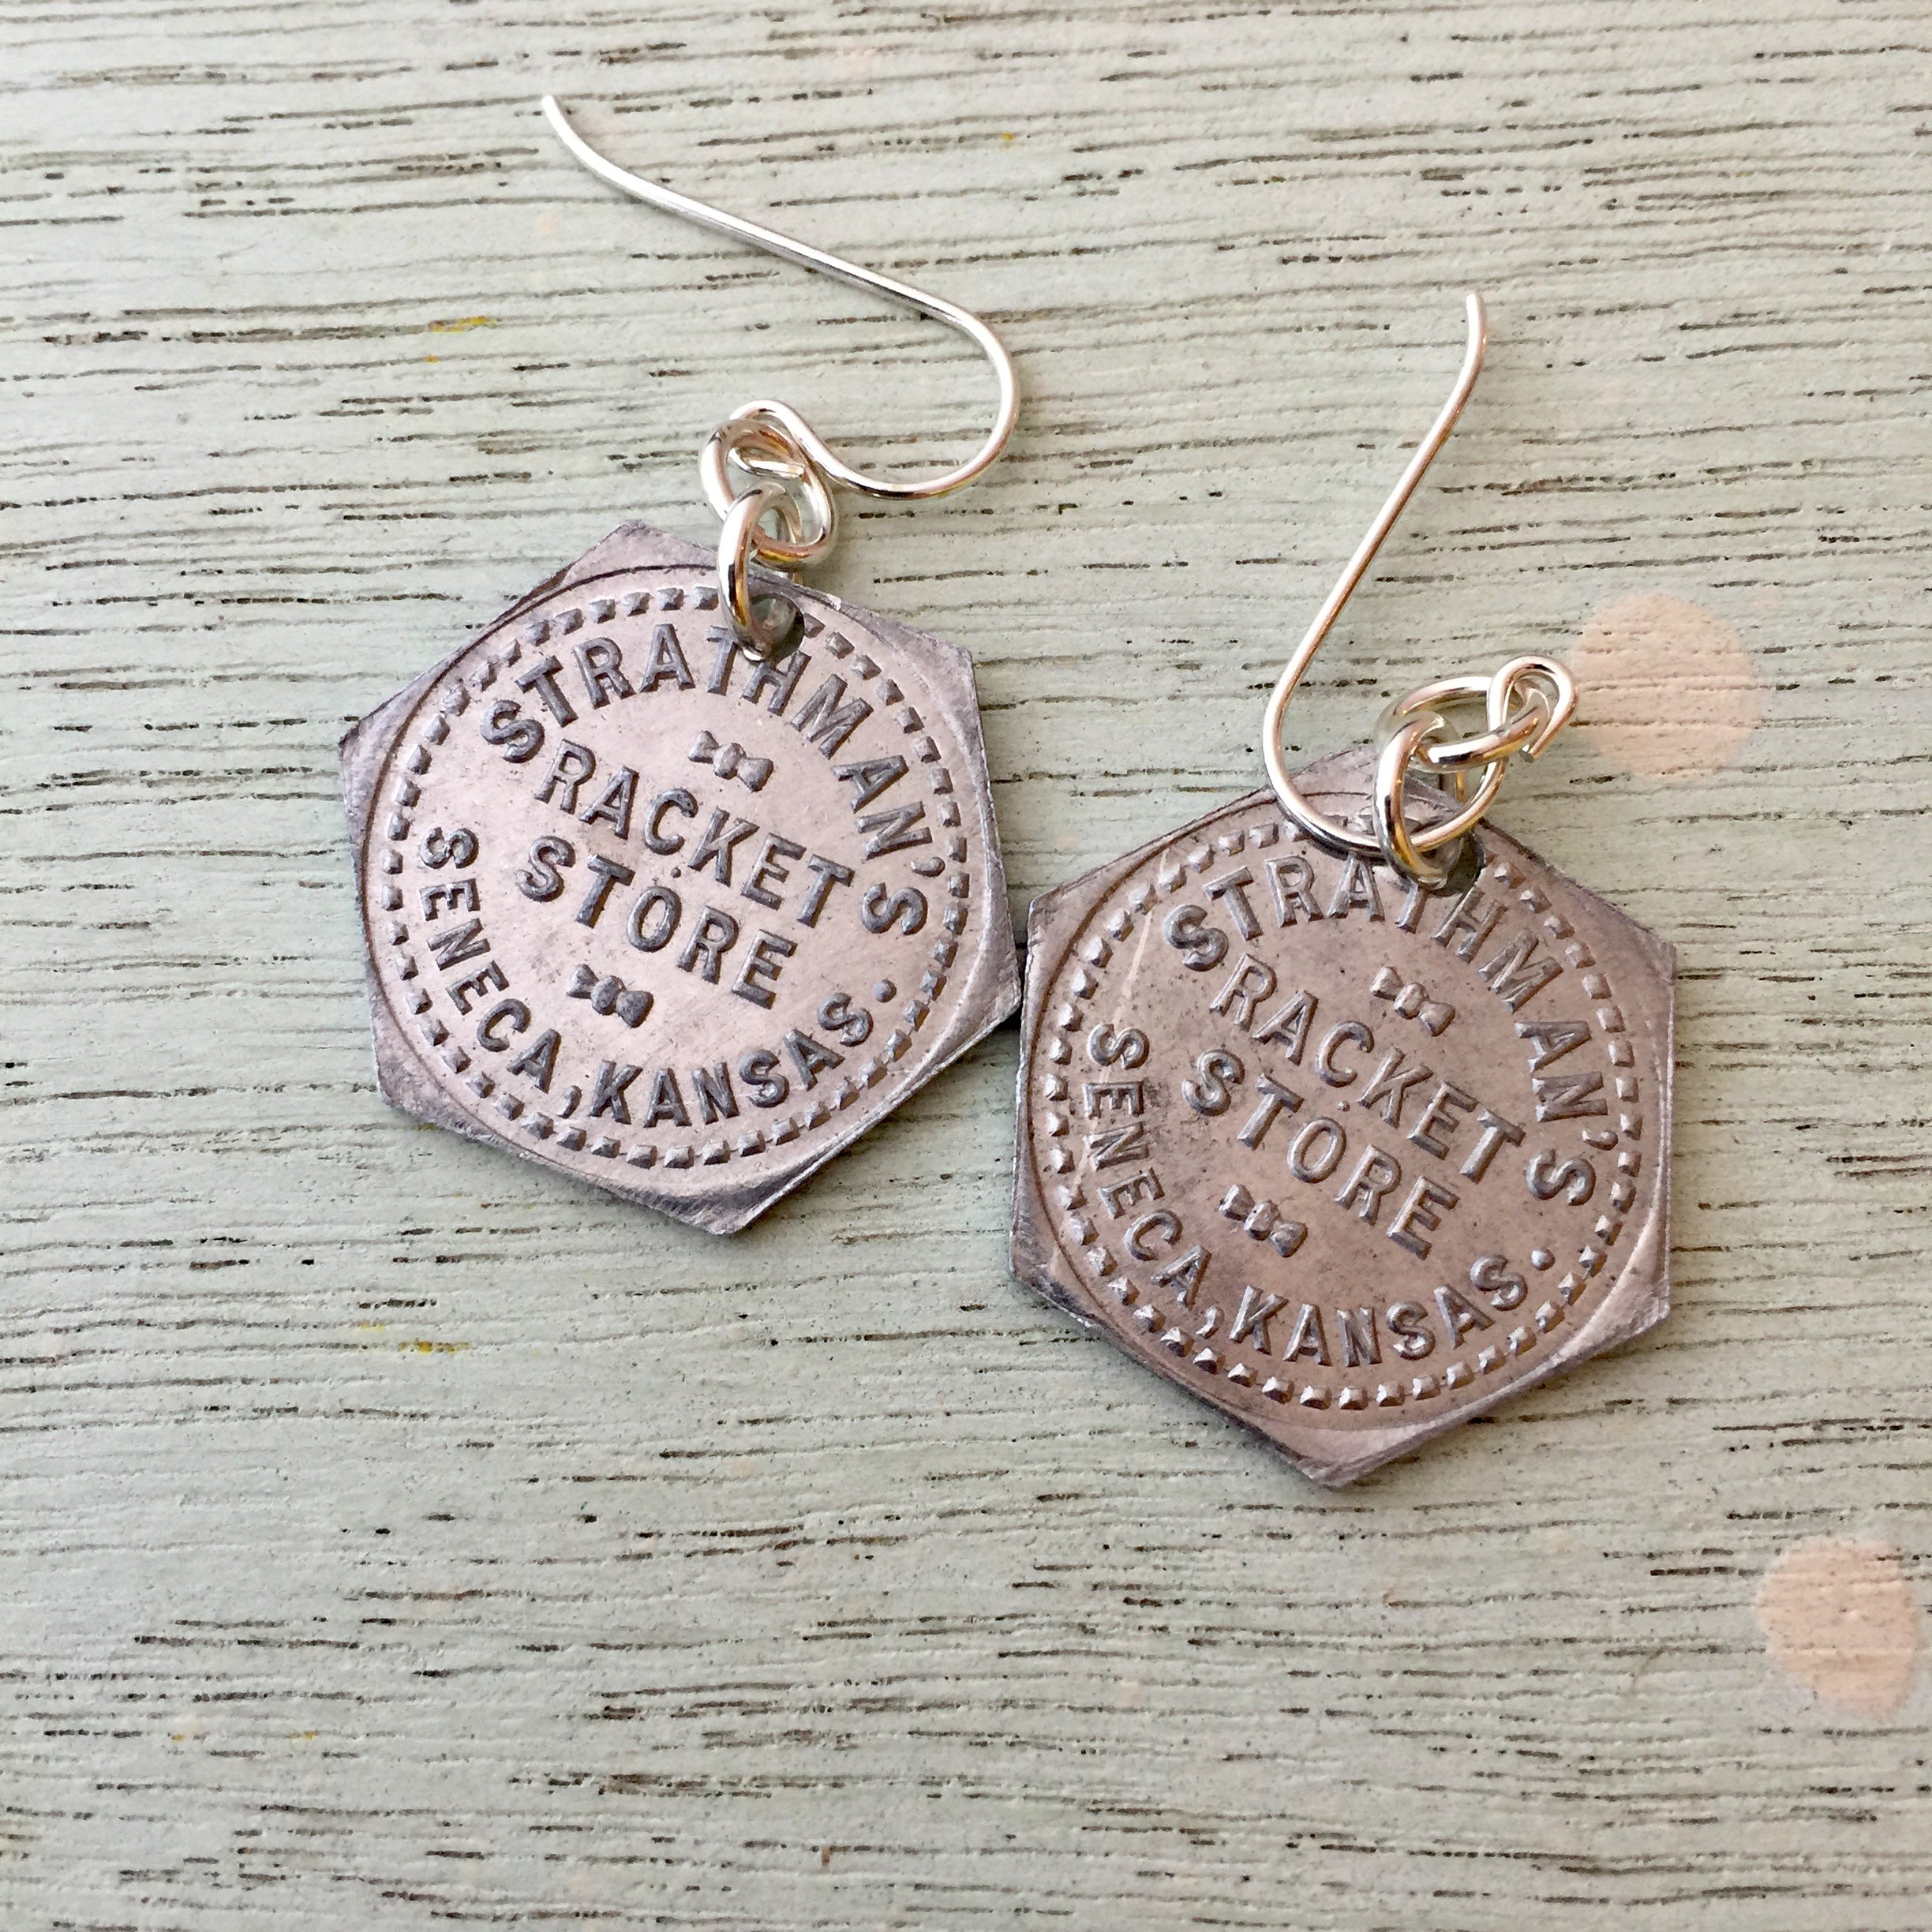 STRATHMAN'S
RACKET
STORE
SENECA, KANSAS.
STRATHMAN'S
RACKET
STORE
SENECA, KANSAS.